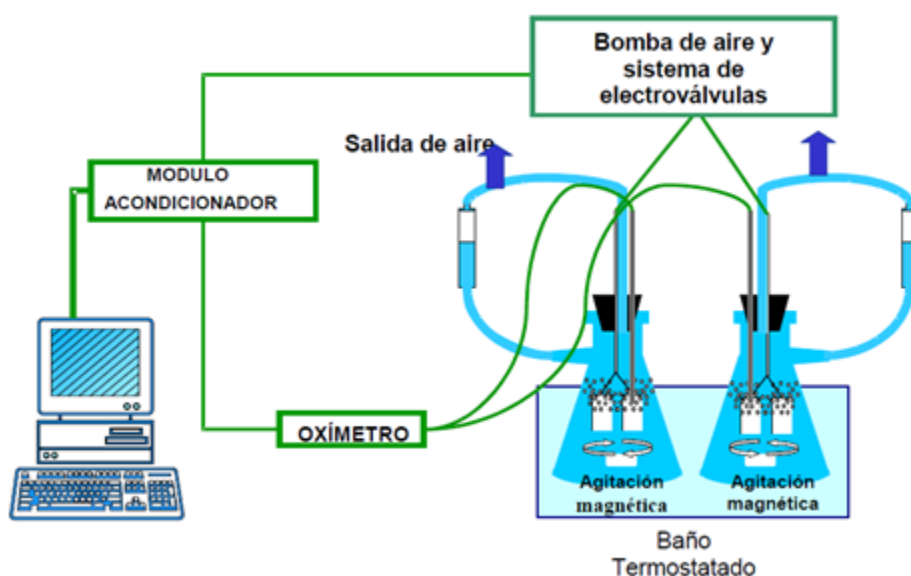 Bomba de aire y
sistema de
electroválvulas
Salida de aire
MODULO
ACONDICIONADOR
OXÍMETRO
Agitación
magnética
Agitación
magnética
Baño
Termostatado